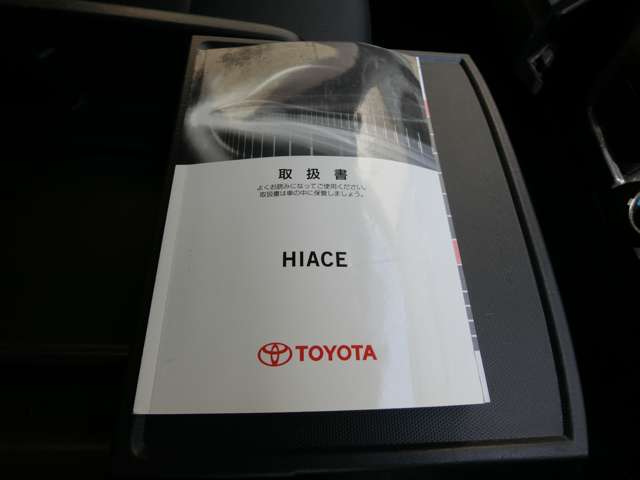 取扱書
よくお読みになってご使用ください。
取扱書は車の中に保管しましょう。
HIACE
TOYOTA